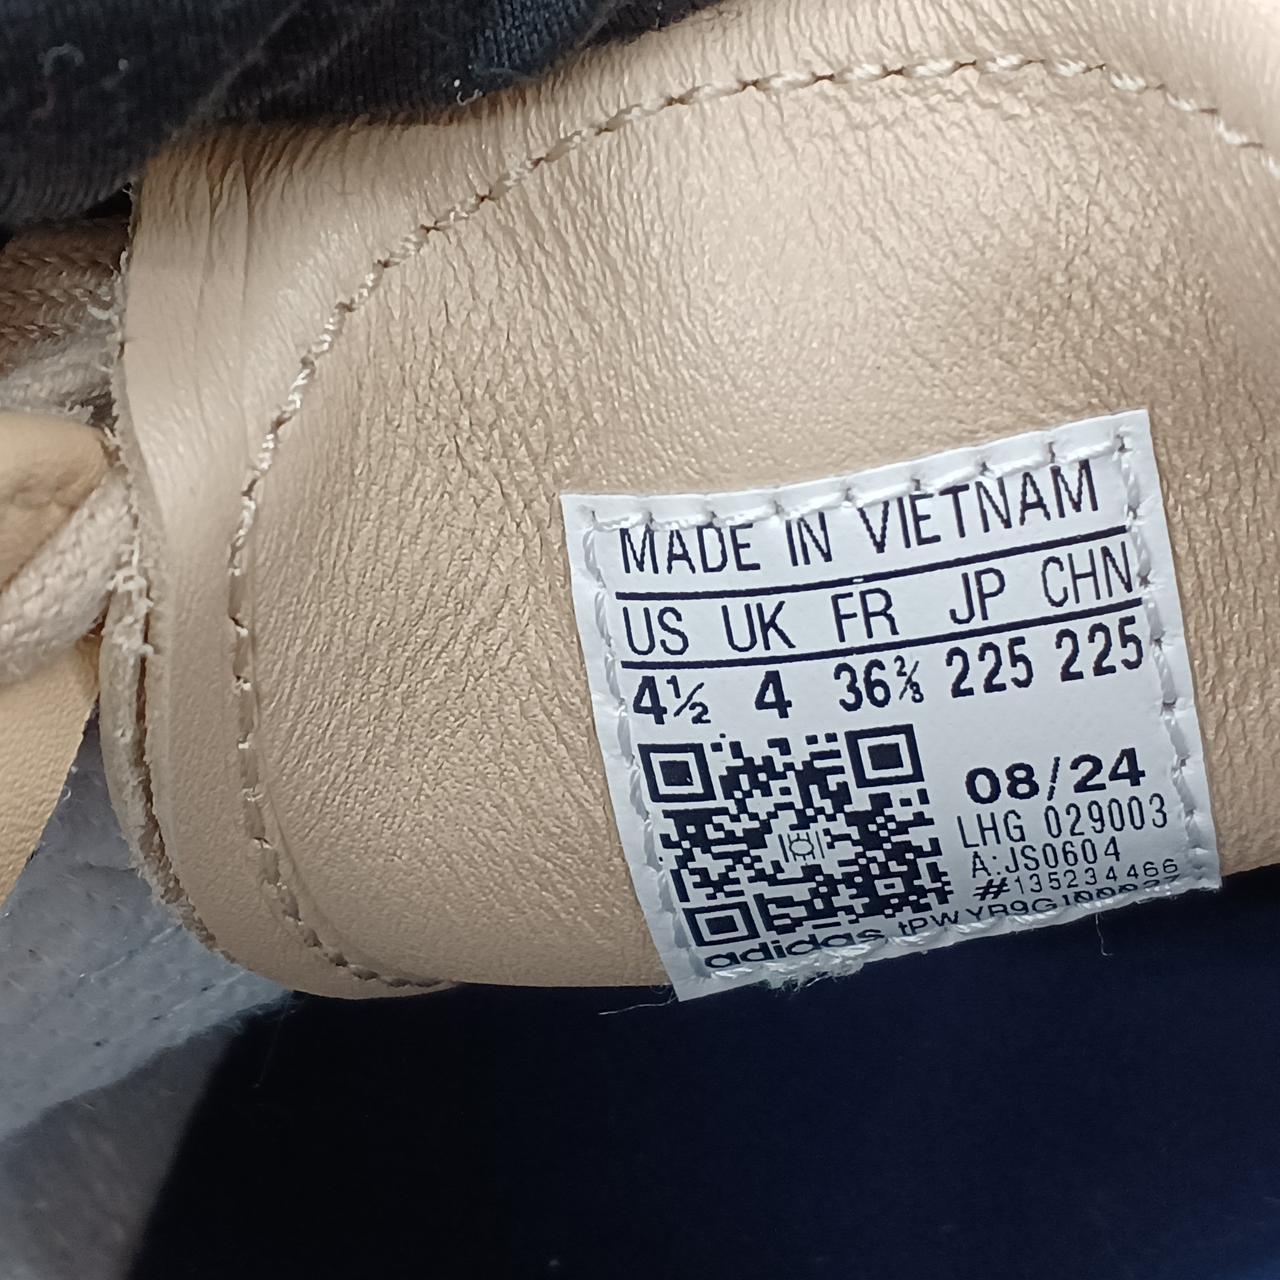 MADE IN VIETNAM
US UK FR JP CHN
4½ 4 36⅔ 225 225
08/24
LHG 029003
A:JS0604
#135234466
adidas